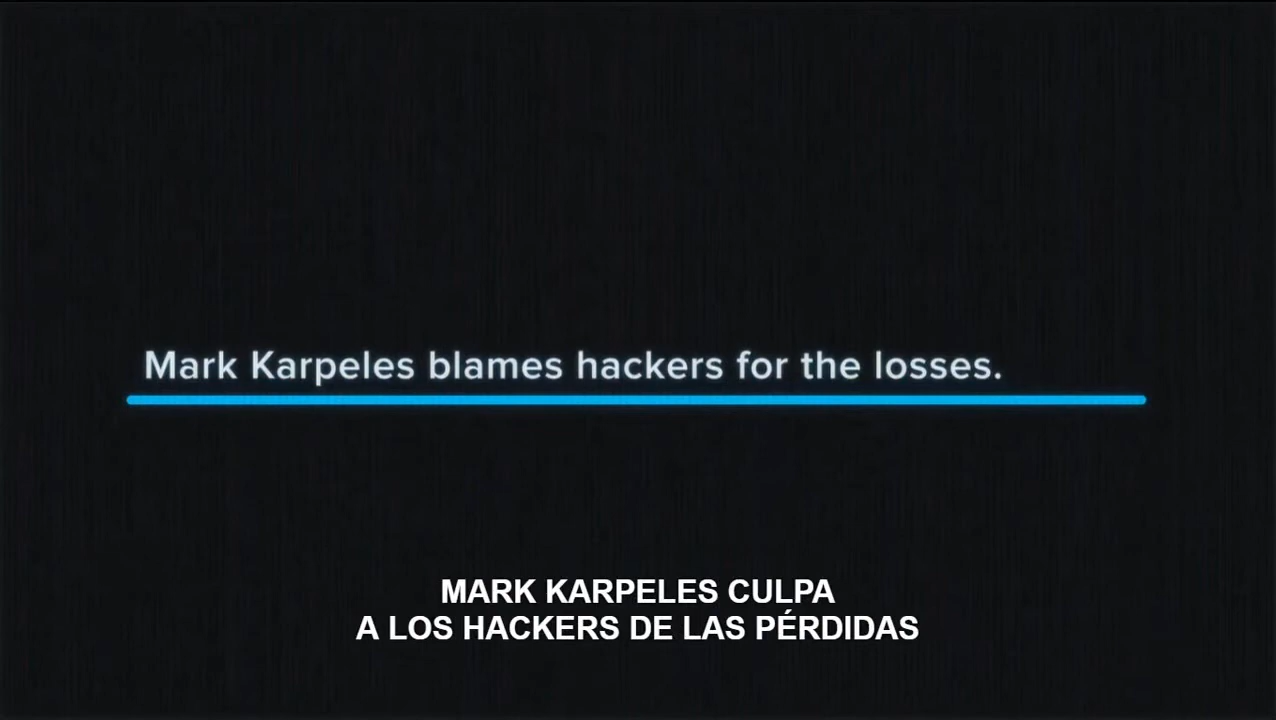 Mark Karpeles blames hackers for the losses.
MARK KARPELES CULPA
A LOS HACKERS DE LAS PÉRDIDAS